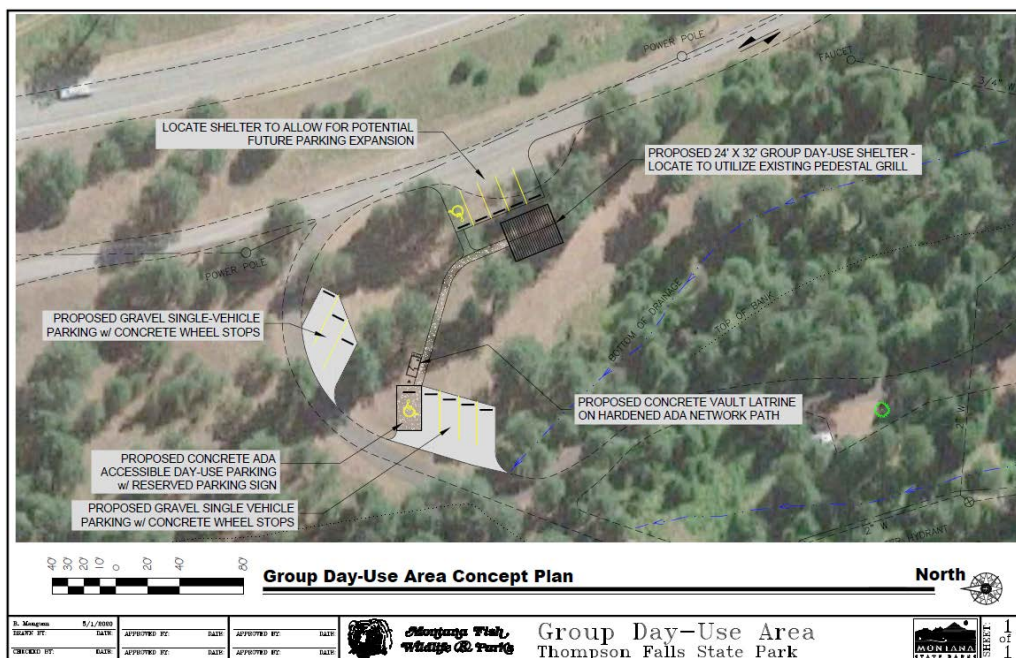 POWER POLE
FAUCET
3/4" W
LOCATE SHELTER TO ALLOW FOR POTENTIAL
FUTURE PARKING EXPANSION
PROPOSED 24' X 32' GROUP DAY-USE SHELTER -
LOCATE TO UTILIZE EXISTING PEDESTAL GRILL
POWER POLE
BOTTOM OF DRAINAGE
TOP OF BANK
PROPOSED GRAVEL SINGLE-VEHICLE
PARKING w/ CONCRETE WHEEL STOPS
PROPOSED CONCRETE VAULT LATRINE
ON HARDENED ADA NETWORK PATH
PROPOSED CONCRETE ADA
ACCESSIBLE DAY-USE PARKING
w/ RESERVED PARKING SIGN
PROPOSED GRAVEL SINGLE VEHICLE
PARKING w/ CONCRETE WHEEL STOPS
2" W
HYDRANT
40 30 20 10 0 20 40 80
Group Day-Use Area Concept Plan
North
B. Mangum 5/1/2020
DRAWN BY: DATE
CHECKED BY: DATE
APPROVED BY: DATE
APPROVED BY: DATE
APPROVED BY: DATE
APPROVED BY: DATE
Montana Fish,
Wildlife & Parks
Group Day-Use Area
Thompson Falls State Park
MONTANA
STATE PARKS
SHEET: 1
of
1